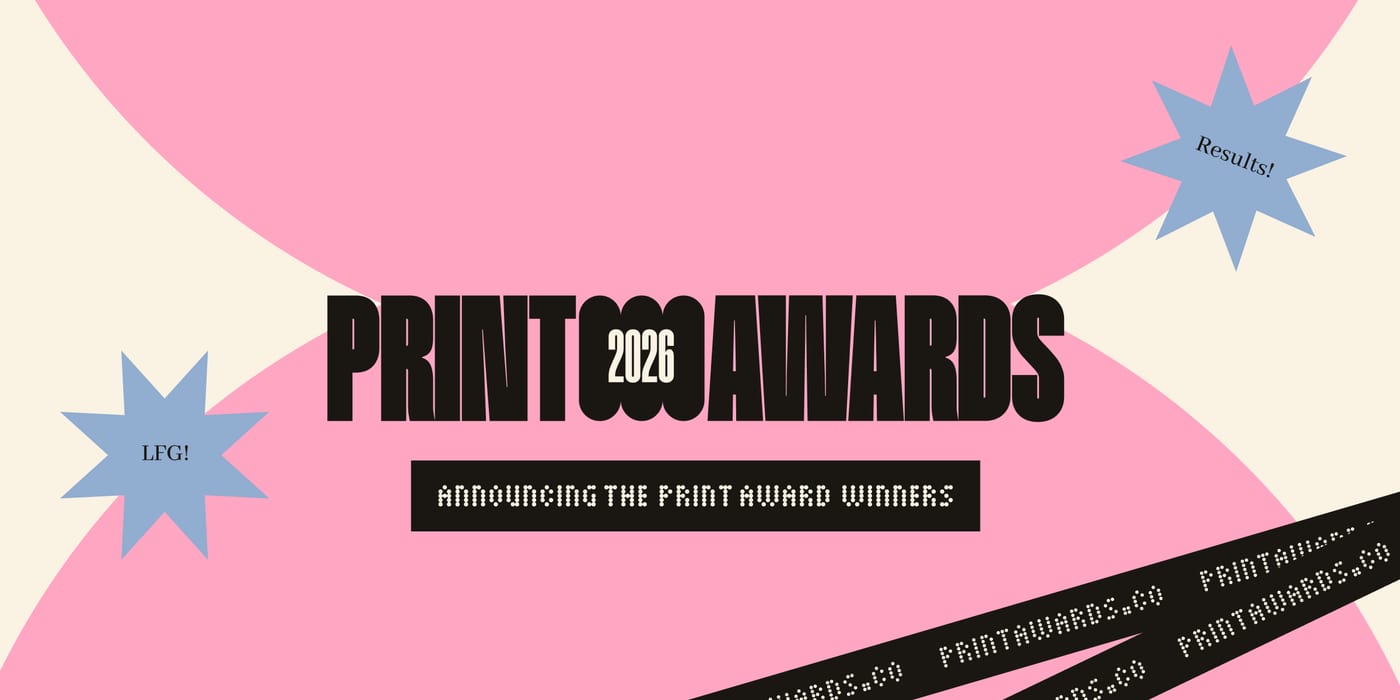 Results!
PRINT 2026 AWARDS
LFG!
ANNOUNCING THE PRINT AWARD WINNERS
PRINTAWARDS.CO
PRINTAWARDS.CO